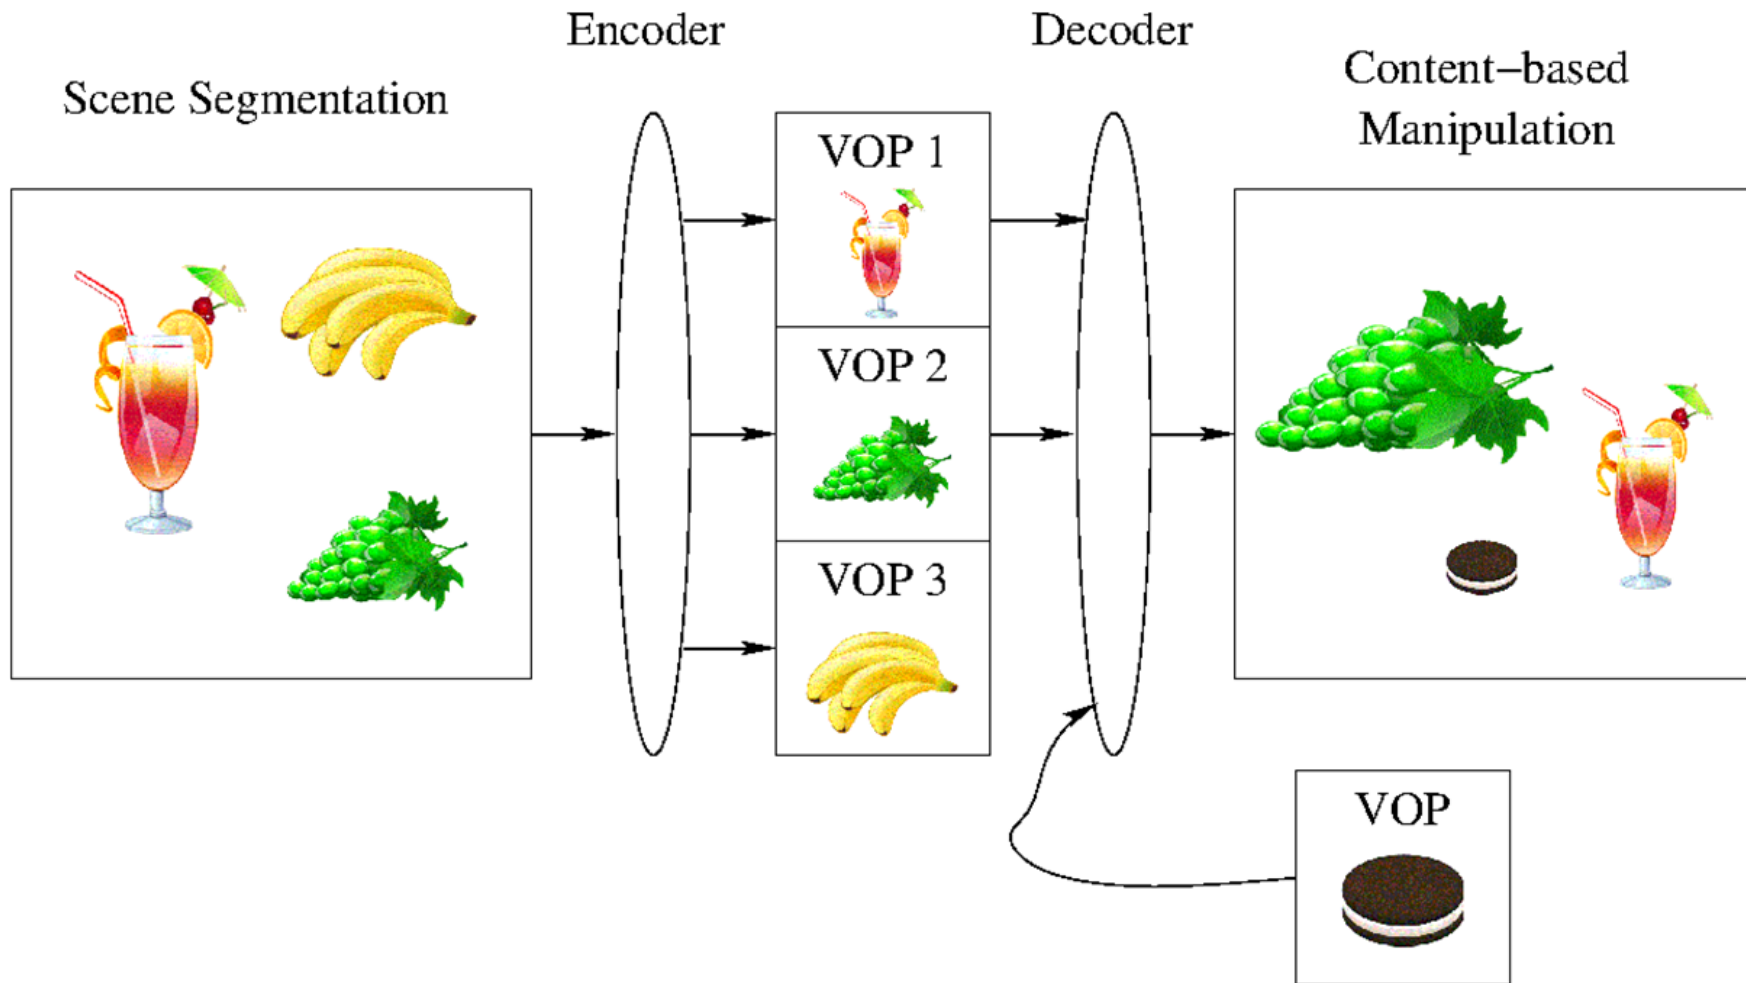 Encoder
Decoder
Scene Segmentation
Content–based
Manipulation
VOP 1
VOP 2
VOP 3
VOP